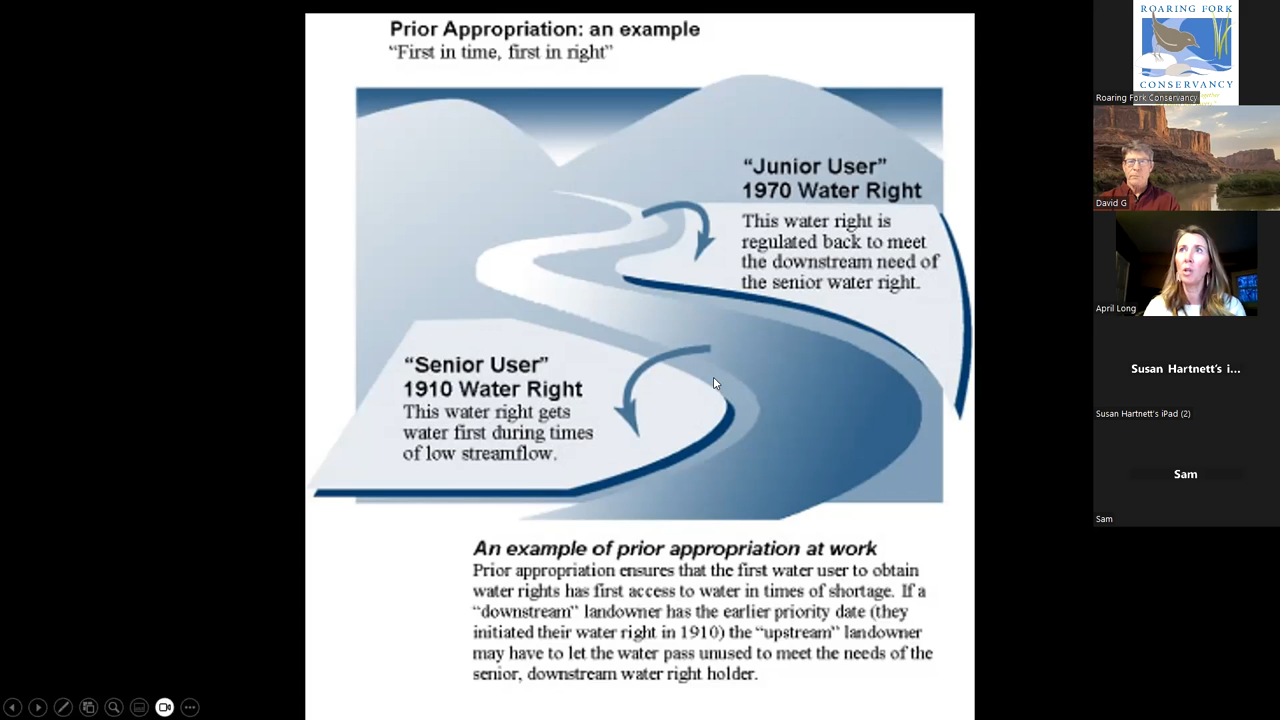 Prior Appropriation: an example
“First in time, first in right”
“Junior User”
1970 Water Right
This water right is
regulated back to meet
the downstream need of
the senior water right.
“Senior User”
1910 Water Right
This water right gets
water first during times
of low streamflow.
An example of prior appropriation at work
Prior appropriation ensures that the first water user to obtain
water rights has first access to water in times of shortage. If a
“downstream” landowner has the earlier priority date (they
initiated their water right in 1910) the “upstream” landowner
may have to let the water pass unused to meet the needs of the
senior, downstream water right holder.
ROARING FORK
CONSERVANCY
Roaring Fork Conservancy
David G
April Long
Susan Hartnett's i...
Susan Hartnett's iPad (2)
Sam
Sam